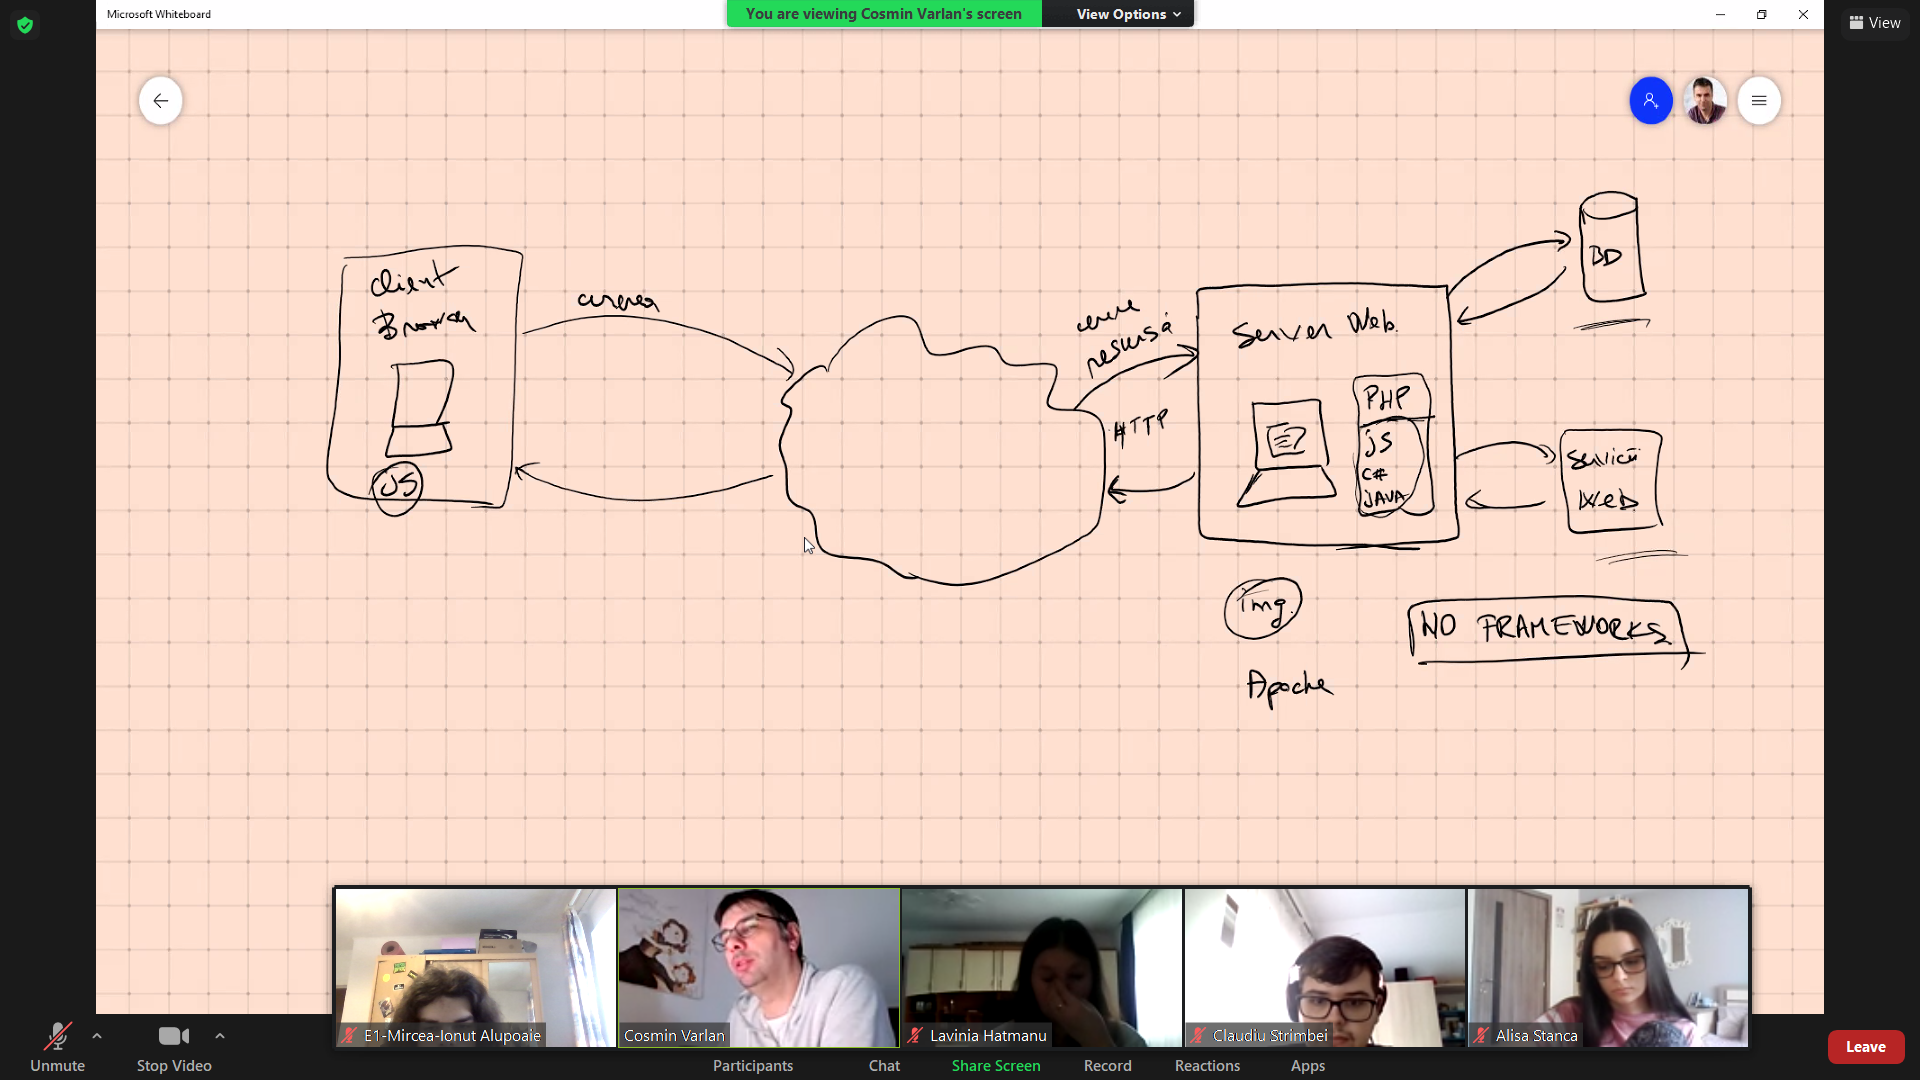 Microsoft Whiteboard
You are viewing Cosmin Varlan's screen
View Options
View
BD
client
Browser
cererea
cerere
resursă
Server Web.
PHP
HTTP
JS
C#
JAVA
Servicii
Web
JS
img.
NO FRAMEWORKS
Apache
E1-Mircea-Ionut Alupoaie
Cosmin Varlan
Lavinia Hatmanu
Claudiu Strimbei
Alisa Stanca
Unmute
Stop Video
Participants
Chat
Share Screen
Record
Reactions
Apps
Leave